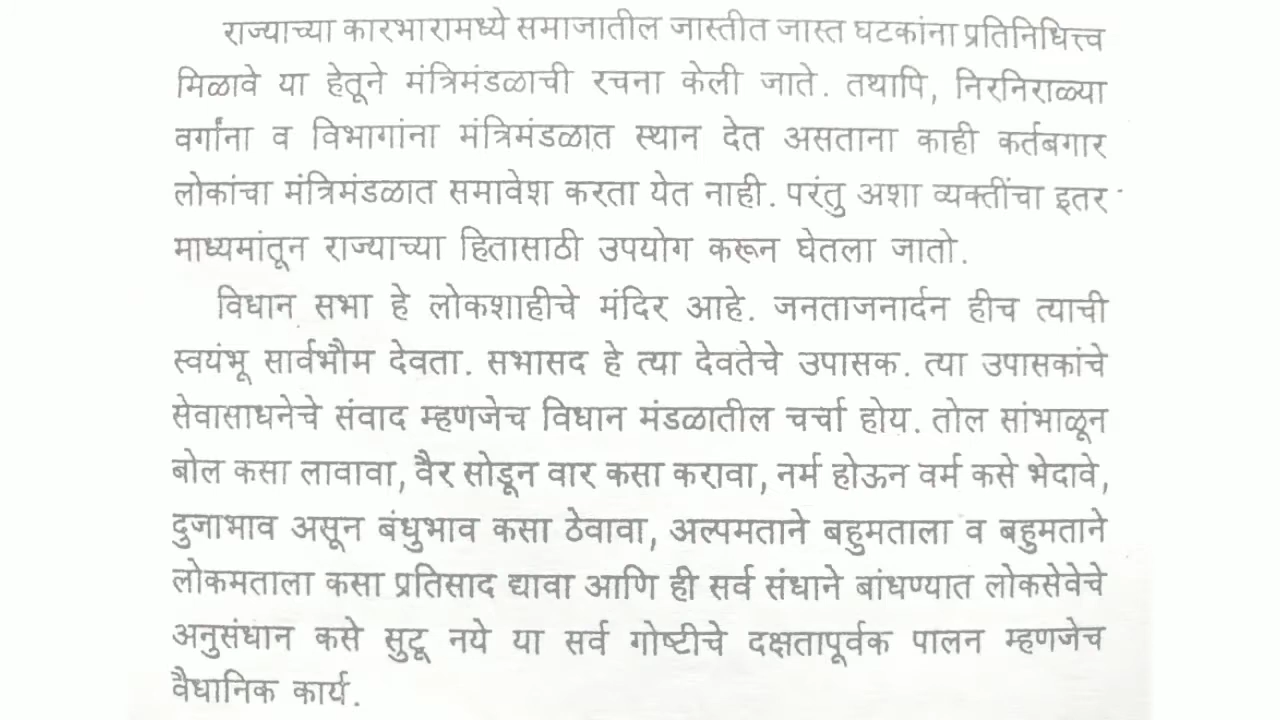 राज्याच्या कारभारामध्ये समाजातील जास्तीत जास्त घटकांना प्रतिनिधित्त्व
मिळावे या हेतूने मंत्रिमंडळाची रचना केली जाते. तथापि, निरनिराळ्या
वर्गांना व विभागांना मंत्रिमंडळात स्थान देत असताना काही कर्तबगार
लोकांचा मंत्रिमंडळात समावेश करता येत नाही. परंतु अशा व्यक्तींचा इतर
माध्यमांतून राज्याच्या हितासाठी उपयोग करून घेतला जातो.
विधान सभा हे लोकशाहीचे मंदिर आहे. जनताजनार्दन हीच त्याची
स्वयंभू सार्वभौम देवता. सभासद हे त्या देवतेचे उपासक. त्या उपासकांचे
सेवासाधनेचे संवाद म्हणजेच विधान मंडळातील चर्चा होय. तोल सांभाळून
बोल कसा लावावा, वैर सोडून वार कसा करावा, नर्म होऊन वर्म कसे भेदावे,
दुजाभाव असून बंधुभाव कसा ठेवावा, अल्पमताने बहुमताला व बहुमताने
लोकमताला कसा प्रतिसाद द्यावा आणि ही सर्व संधाने बांधण्यात लोकसेवेचे
अनुसंधान कसे सुटू नये या सर्व गोष्टीचे दक्षतापूर्वक पालन म्हणजेच
वैधानिक कार्य.